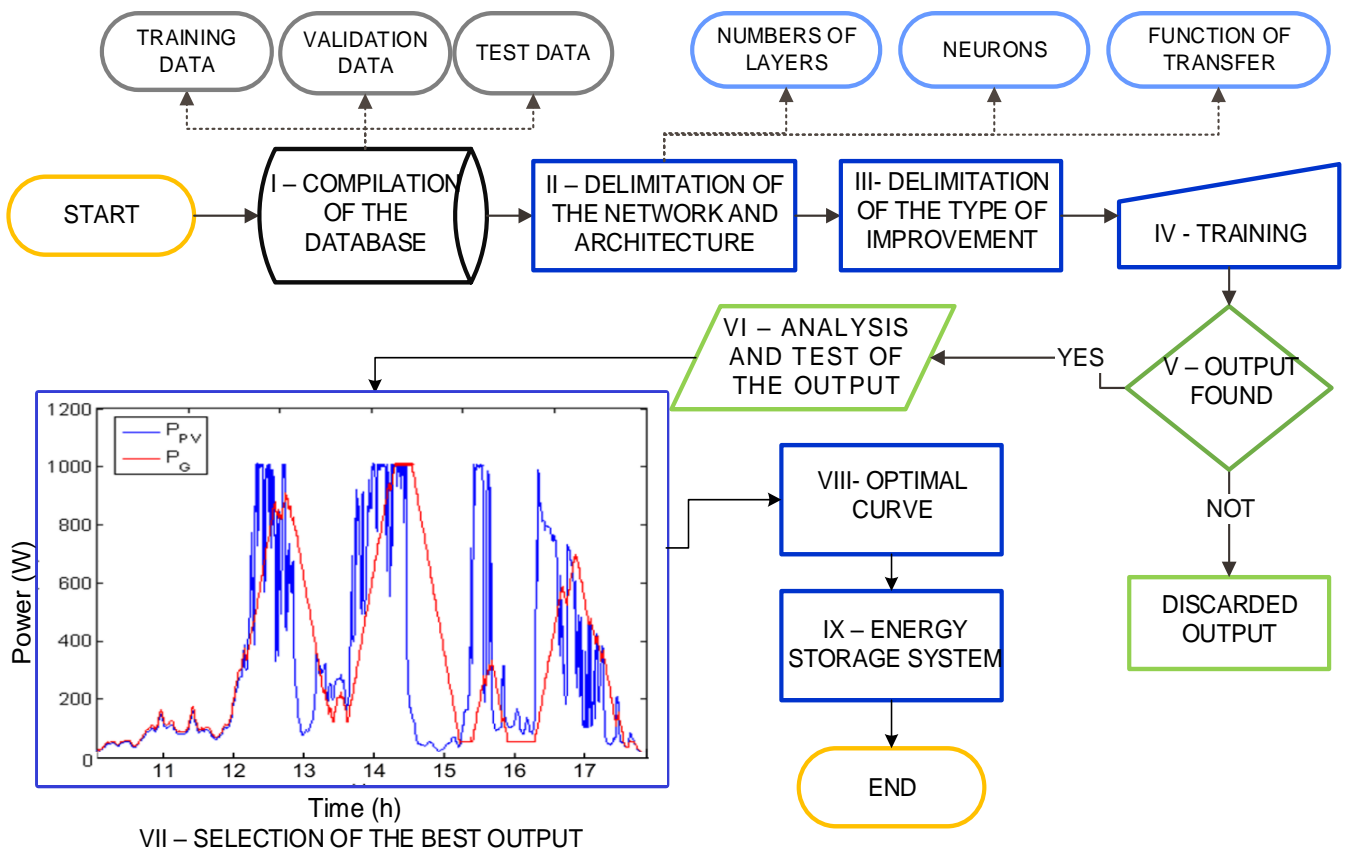 TRAINING
DATA
VALIDATION
DATA
TEST DATA
NUMBERS OF
LAYERS
NEURONS
FUNCTION OF
TRANSFER
START
I – COMPILATION
OF THE
DATABASE
II – DELIMITATION OF
THE NETWORK AND
ARCHITECTURE
III- DELIMITATION
OF THE TYPE OF
IMPROVEMENT
IV - TRAINING
VI – ANALYSIS
AND TEST OF
THE OUTPUT
YES
V – OUTPUT
FOUND
NOT
DISCARDED
OUTPUT
1200
1000
800
600
400
200
0
Power (W)
P_PV
P_G
11 12 13 14 15 16 17
Time (h)
VII – SELECTION OF THE BEST OUTPUT
VIII- OPTIMAL
CURVE
IX – ENERGY
STORAGE SYSTEM
END